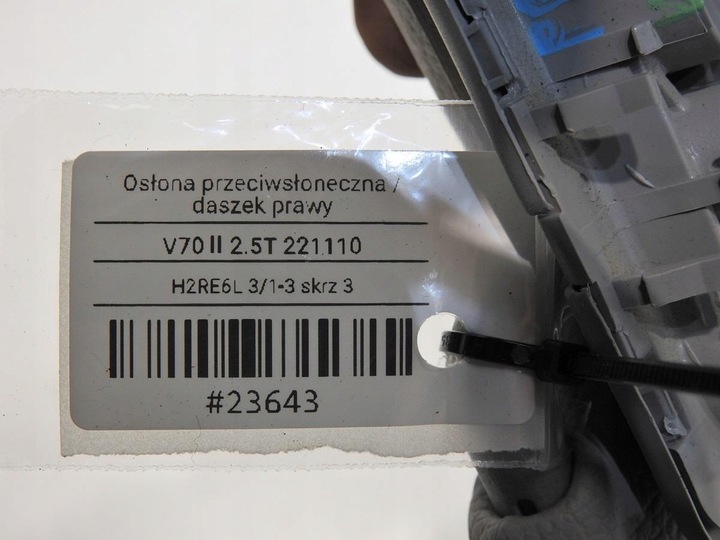 Osłona przeciwsłoneczna /
daszek prawy
V70 II 2.5T 221110
H2RE6L 3/1-3 skrz 3
#23643